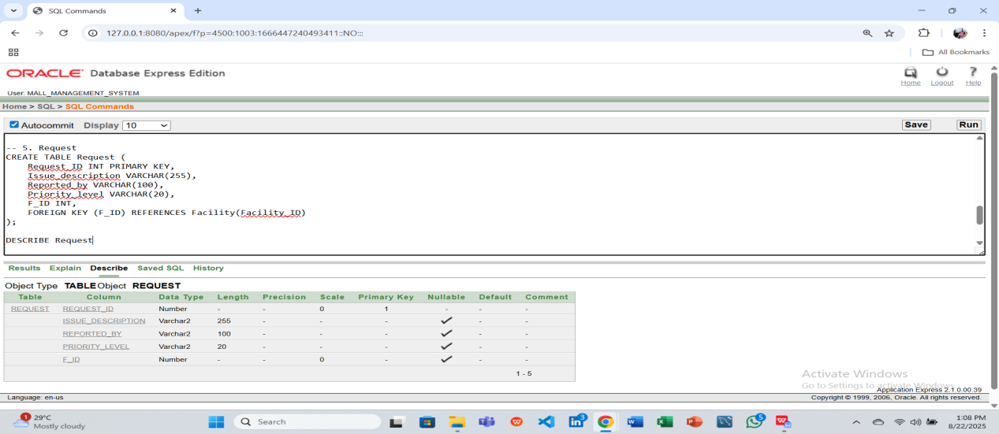 SQL Commands
127.0.0.1:8080/apex/f?p=4500:1003:1666447240493411::NO:::
All Bookmarks
ORACLE Database Express Edition
Home Logout Help
User: MALL_MANAGEMENT_SYSTEM
Home > SQL > SQL Commands
Autocommit Display 10 Save Run
-- 5. Request
CREATE TABLE Request (
Request_ID INT PRIMARY KEY,
Issue_description VARCHAR(255),
Reported_by VARCHAR(100),
Priority_level VARCHAR(20),
F_ID INT,
FOREIGN KEY (F_ID) REFERENCES Facility(Facility_ID)
);
DESCRIBE Request
Results Explain Describe Saved SQL History
Object Type TABLE Object REQUEST
Table Column Data Type Length Precision Scale Primary Key Nullable Default Comment
REQUEST REQUEST_ID Number - - 0 1 - - -
ISSUE_DESCRIPTION Varchar2 255 - - - ✓ - -
REPORTED_BY Varchar2 100 - - - ✓ - -
PRIORITY_LEVEL Varchar2 20 - - - ✓ - -
F_ID Number - - 0 - ✓ - -
1 - 5
Activate Windows
Go to Settings to activate Windows.
Application Express 2.1.0.00.39
Language: en-us Copyright © 1999, 2006, Oracle. All rights reserved.
1 29°C
Mostly cloudy
Search
3
5
1:08 PM
8/22/2025